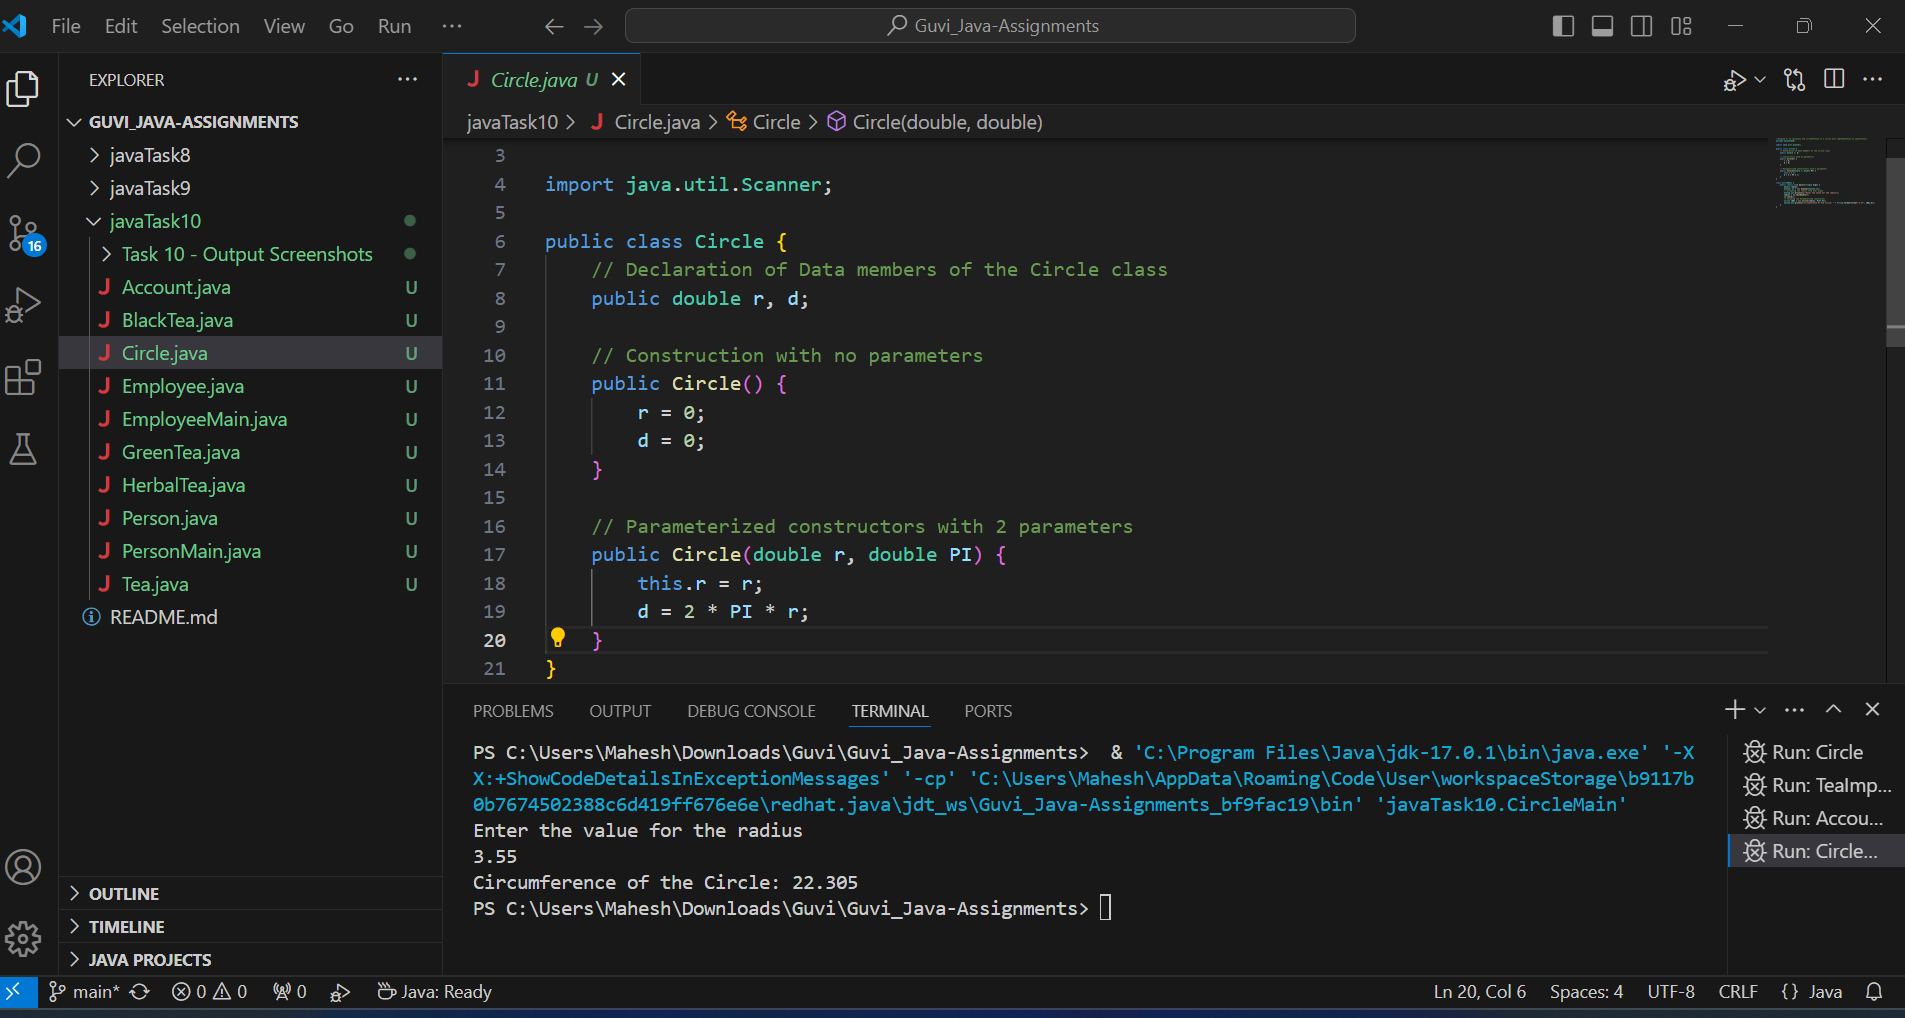 File Edit Selection View Go Run ...
Guvi_Java-Assignments
EXPLORER
GUVI_JAVA-ASSIGNMENTS
javaTask8
javaTask9
javaTask10
Task 10 - Output Screenshots
J Account.java U
J BlackTea.java U
J Circle.java U
J Employee.java U
J EmployeeMain.java U
J GreenTea.java U
J HerbalTea.java U
J Person.java U
J PersonMain.java U
J Tea.java U
README.md
16
OUTLINE
TIMELINE
JAVA PROJECTS
J Circle.java U
javaTask10 > J Circle.java > Circle > Circle(double, double)
3
4 import java.util.Scanner;
5
6 public class Circle {
7 // Declaration of Data members of the Circle class
8 public double r, d;
9
10 // Construction with no parameters
11 public Circle() {
12 r = 0;
13 d = 0;
14 }
15
16 // Parameterized constructors with 2 parameters
17 public Circle(double r, double PI) {
18 this.r = r;
19 d = 2 * PI * r;
20 }
21 }
PROBLEMS OUTPUT DEBUG CONSOLE TERMINAL PORTS
PS C:\Users\Mahesh\Downloads\Guvi\Guvi_Java-Assignments> & 'C:\Program Files\Java\jdk-17.0.1\bin\java.exe' '-X
X:+ShowCodeDetailsInExceptionMessages' '-cp' 'C:\Users\Mahesh\AppData\Roaming\Code\User\workspaceStorage\b9117b
0b7674502388c6d419ff676e6e\redhat.java\jdt_ws\Guvi_Java-Assignments_bf9fac19\bin' 'javaTask10.CircleMain'
Enter the value for the radius
3.55
Circumference of the Circle: 22.305
PS C:\Users\Mahesh\Downloads\Guvi\Guvi_Java-Assignments>
Run: Circle
Run: TeaImp...
Run: Accou...
Run: Circle...
main* 0 0 0 Java: Ready Ln 20, Col 6 Spaces: 4 UTF-8 CRLF {} Java